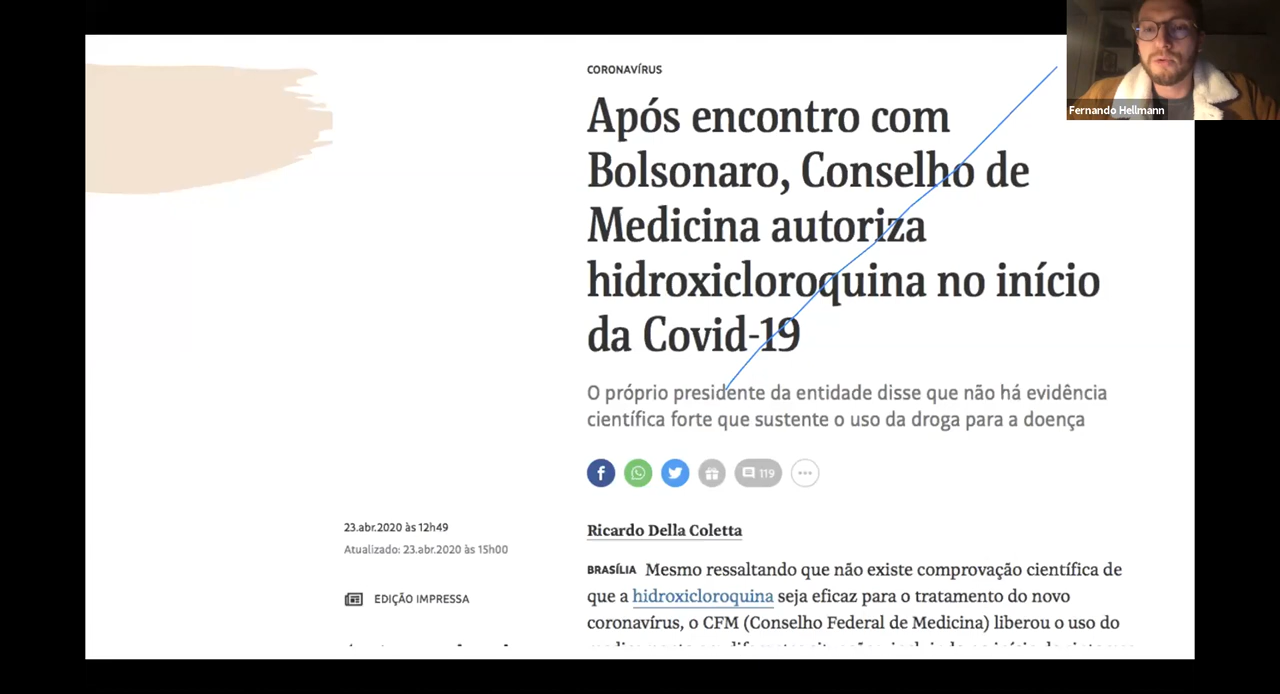 CORONAVÍRUS
Fernando Hellmann
Após encontro com
Bolsonaro, Conselho de
Medicina autoriza
hidroxicloroquina no início
da Covid-19
O próprio presidente da entidade disse que não há evidência
científica forte que sustente o uso da droga para a doença
119
23.abr.2020 às 12h49
Atualizado: 23.abr.2020 às 15h00
EDIÇÃO IMPRESSA
Ricardo Della Coletta
BRASÍLIA Mesmo ressaltando que não existe comprovação científica de
que a hidroxicloroquina seja eficaz para o tratamento do novo
coronavírus, o CFM (Conselho Federal de Medicina) liberou o uso do